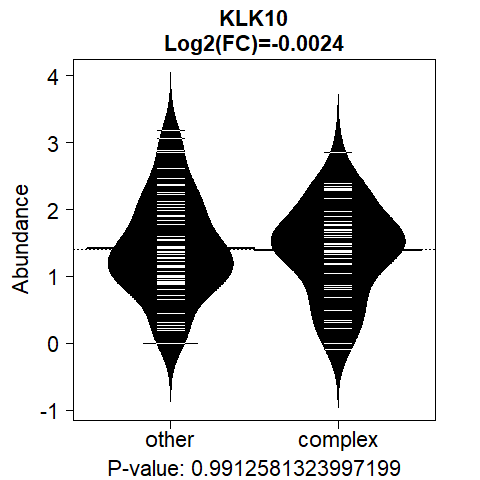 KLK10
Log2(FC)=-0.0024
Abundance
4
3
2
1
0
-1
other complex
P-value: 0.9912581323997199